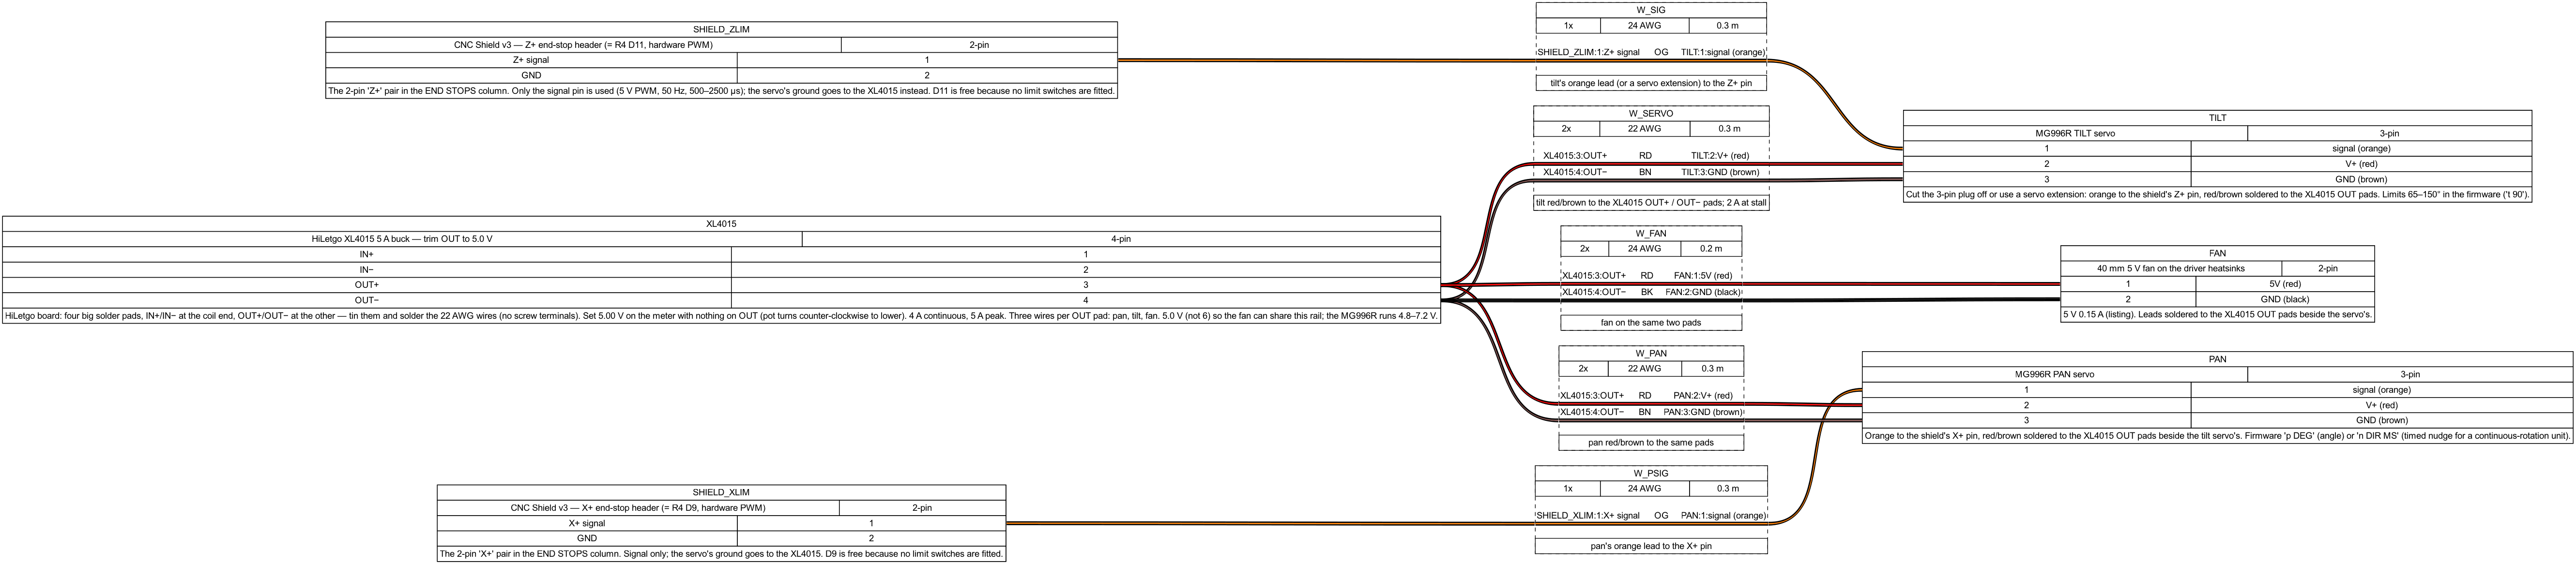 W_SIG
1x 24 AWG 0.3 m
SHIELD_ZLIM:1:Z+ signal OG TILT:1:signal (orange)
tilt's orange lead (or a servo extension) to the Z+ pin
SHIELD_ZLIM
CNC Shield v3 — Z+ end-stop header (= R4 D11, hardware PWM) 2-pin
Z+ signal 1
GND 2
The 2-pin 'Z+' pair in the END STOPS column. Only the signal pin is used (5 V PWM, 50 Hz, 500–2500 µs); the servo's ground goes to the XL4015 instead. D11 is free because no limit switches are fitted.
W_SERVO
2x 22 AWG 0.3 m
XL4015:3:OUT+ RD TILT:2:V+ (red)
XL4015:4:OUT− BN TILT:3:GND (brown)
tilt red/brown to the XL4015 OUT+ / OUT− pads; 2 A at stall
TILT
MG996R TILT servo 3-pin
1 signal (orange)
2 V+ (red)
3 GND (brown)
Cut the 3-pin plug off or use a servo extension: orange to the shield's Z+ pin, red/brown soldered to the XL4015 OUT pads. Limits 65–150° in the firmware ('t 90').
XL4015
HiLetgo XL4015 5 A buck — trim OUT to 5.0 V 4-pin
IN+ 1
IN− 2
OUT+ 3
OUT− 4
HiLetgo board: four big solder pads, IN+/IN− at the coil end, OUT+/OUT− at the other — tin them and solder the 22 AWG wires (no screw terminals). Set 5.00 V on the meter with nothing on OUT (pot turns counter-clockwise to lower). 4 A continuous, 5 A peak. Three wires per OUT pad: pan, tilt, fan. 5.0 V (not 6) so the fan can share this rail; the MG996R runs 4.8–7.2 V.
W_FAN
2x 24 AWG 0.2 m
XL4015:3:OUT+ RD FAN:1:5V (red)
XL4015:4:OUT− BK FAN:2:GND (black)
fan on the same two pads
FAN
40 mm 5 V fan on the driver heatsinks 2-pin
1 5V (red)
2 GND (black)
5 V 0.15 A (listing). Leads soldered to the XL4015 OUT pads beside the servo's.
W_PAN
2x 22 AWG 0.3 m
XL4015:3:OUT+ RD PAN:2:V+ (red)
XL4015:4:OUT− BN PAN:3:GND (brown)
pan red/brown to the same pads
PAN
MG996R PAN servo 3-pin
1 signal (orange)
2 V+ (red)
3 GND (brown)
Orange to the shield's X+ pin, red/brown soldered to the XL4015 OUT pads beside the tilt servo's. Firmware 'p DEG' (angle) or 'n DIR MS' (timed nudge for a continuous-rotation unit).
W_PSIG
1x 24 AWG 0.3 m
SHIELD_XLIM:1:X+ signal OG PAN:1:signal (orange)
pan's orange lead to the X+ pin
SHIELD_XLIM
CNC Shield v3 — X+ end-stop header (= R4 D9, hardware PWM) 2-pin
X+ signal 1
GND 2
The 2-pin 'X+' pair in the END STOPS column. Signal only; the servo's ground goes to the XL4015. D9 is free because no limit switches are fitted.